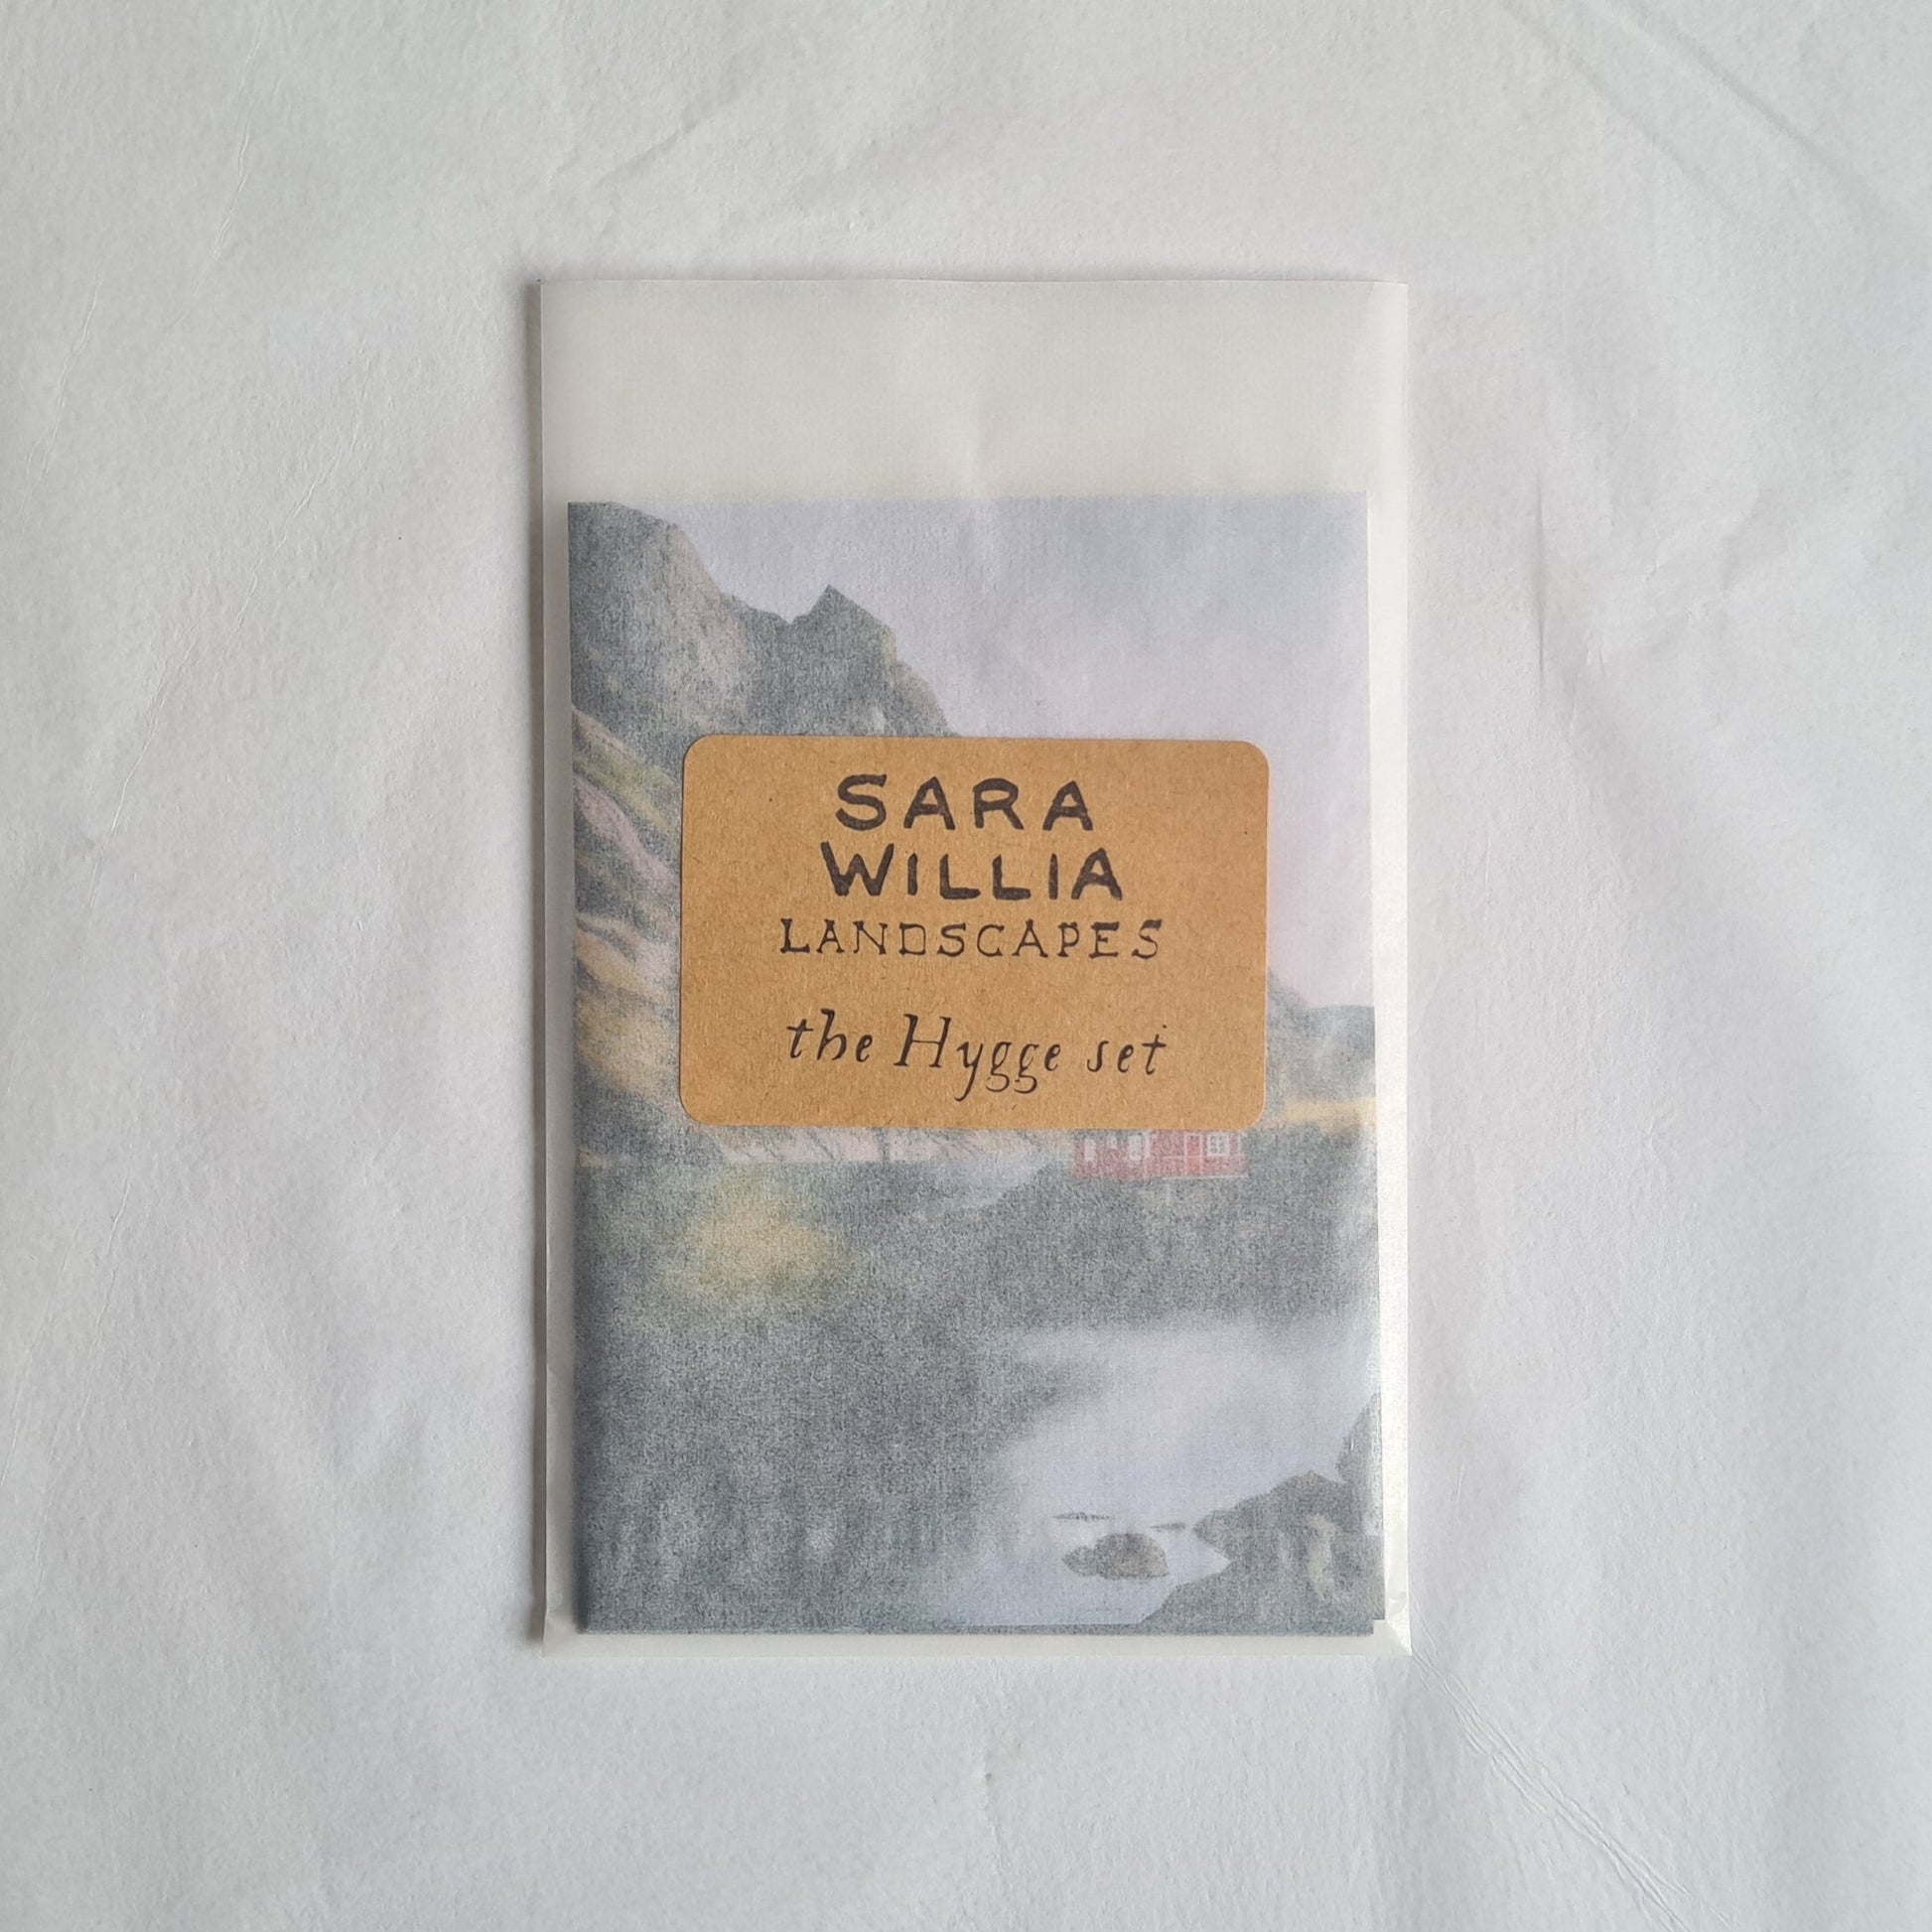 SARA
WILLIA
LANDSCAPES
the Hygge set